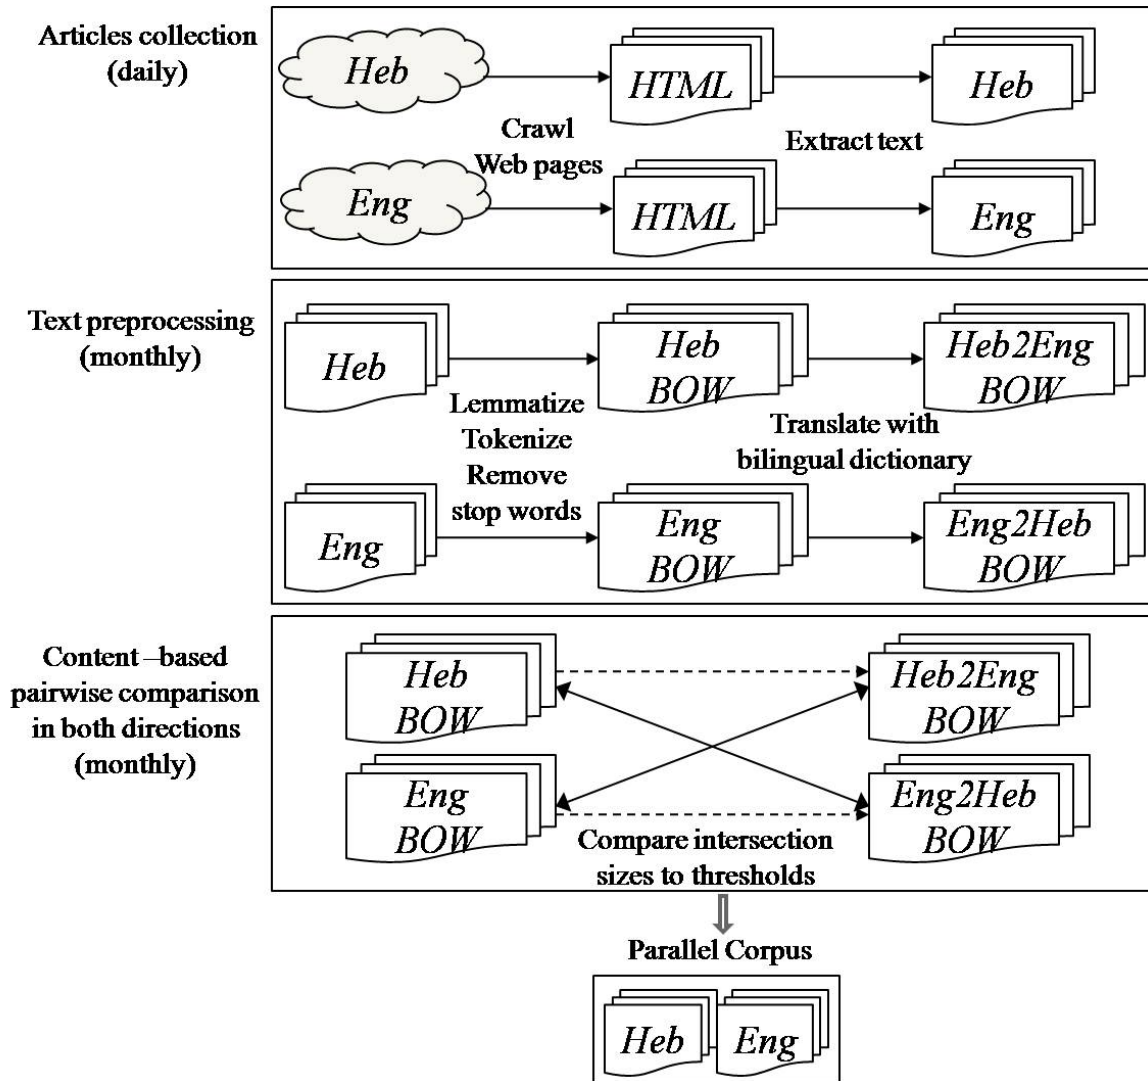 Articles collection
(daily)
Heb
HTML
Heb
Crawl
Web pages
Extract text
Eng
HTML
Eng
Text preprocessing
(monthly)
Heb
Heb
BOW
Heb2Eng
BOW
Lemmatize
Tokenize
Remove
stop words
Translate with
bilingual dictionary
Eng
Eng
BOW
Eng2Heb
BOW
Content –based
pairwise comparison
in both directions
(monthly)
Heb
BOW
Heb2Eng
BOW
Eng
BOW
Eng2Heb
BOW
Compare intersection
sizes to thresholds
Parallel Corpus
Heb
Eng